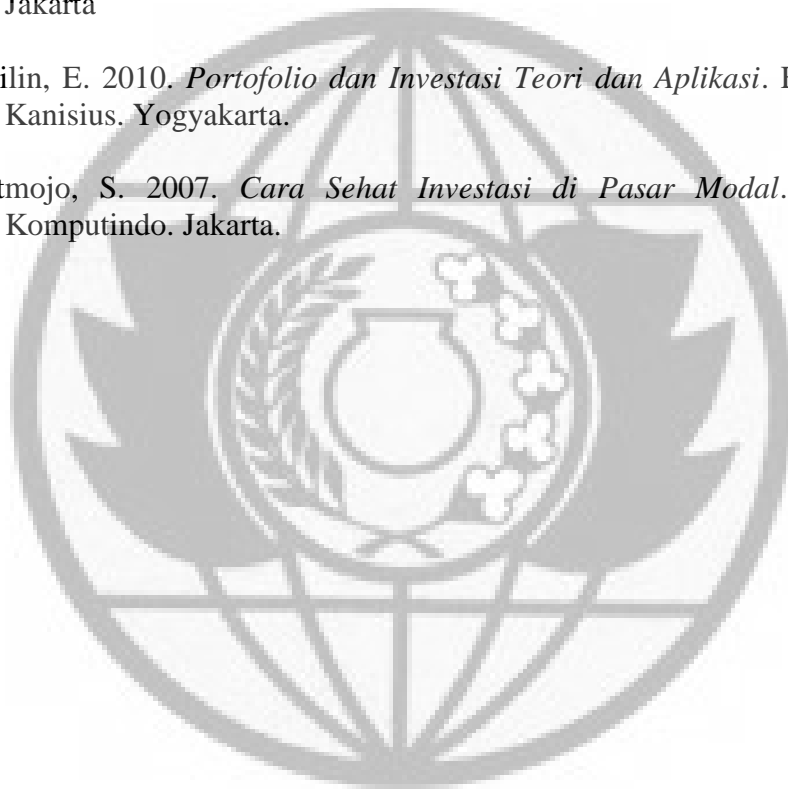 Jakarta
ilin, E. 2010. Portofolio dan Investasi Teori dan Aplikasi.
Kanisius. Yogyakarta.
tmojo, S. 2007. Cara Sehat Investasi di Pasar Modal.
Komputindo. Jakarta.